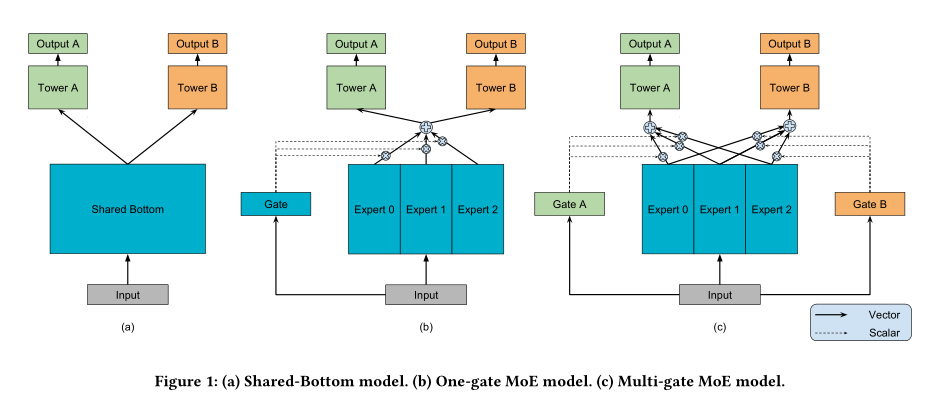 Output A
Output B
Tower A
Tower B
Shared Bottom
Input
(a)
Output A
Output B
Tower A
Tower B
Gate
Expert 0
Expert 1
Expert 2
Input
(b)
Output A
Output B
Tower A
Tower B
Gate A
Expert 0
Expert 1
Expert 2
Gate B
Input
(c)
Vector
Scalar
Figure 1: (a) Shared-Bottom model. (b) One-gate MoE model. (c) Multi-gate MoE model.